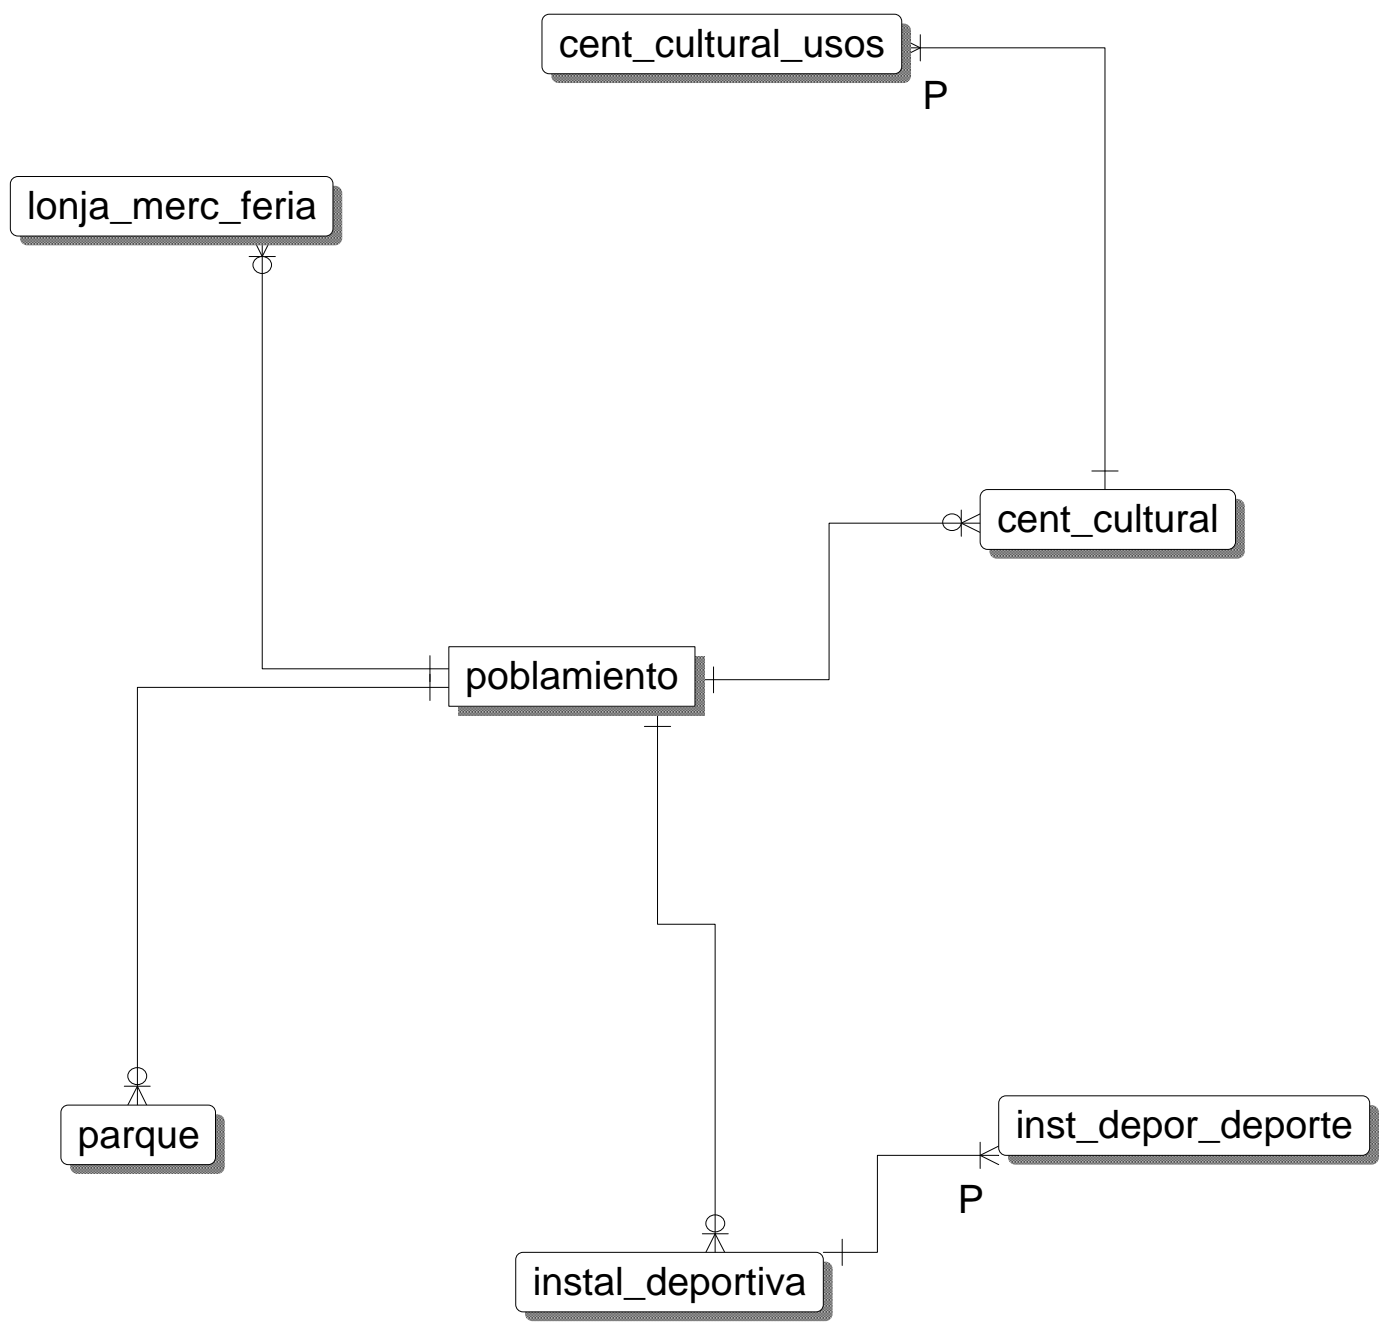 cent_cultural_usos
P
lonja_merc_feria
cent_cultural
poblamiento
parque
inst_depor_deporte
P
instal_deportiva